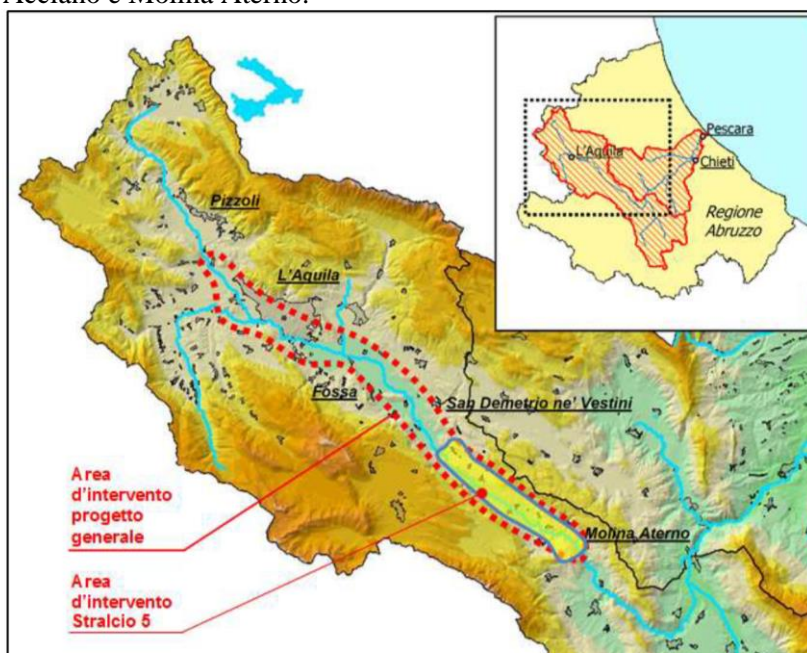 Acciano e Molina Aterno.
Pescara
L'Aquila
Chieti
Regione
Abruzzo
Pizzoli
L'Aquila
Fossa
San Demetrio ne' Vestini
Area
d'intervento
progetto
generale
Molina Aterno
Area
d'intervento
Stralcio 5